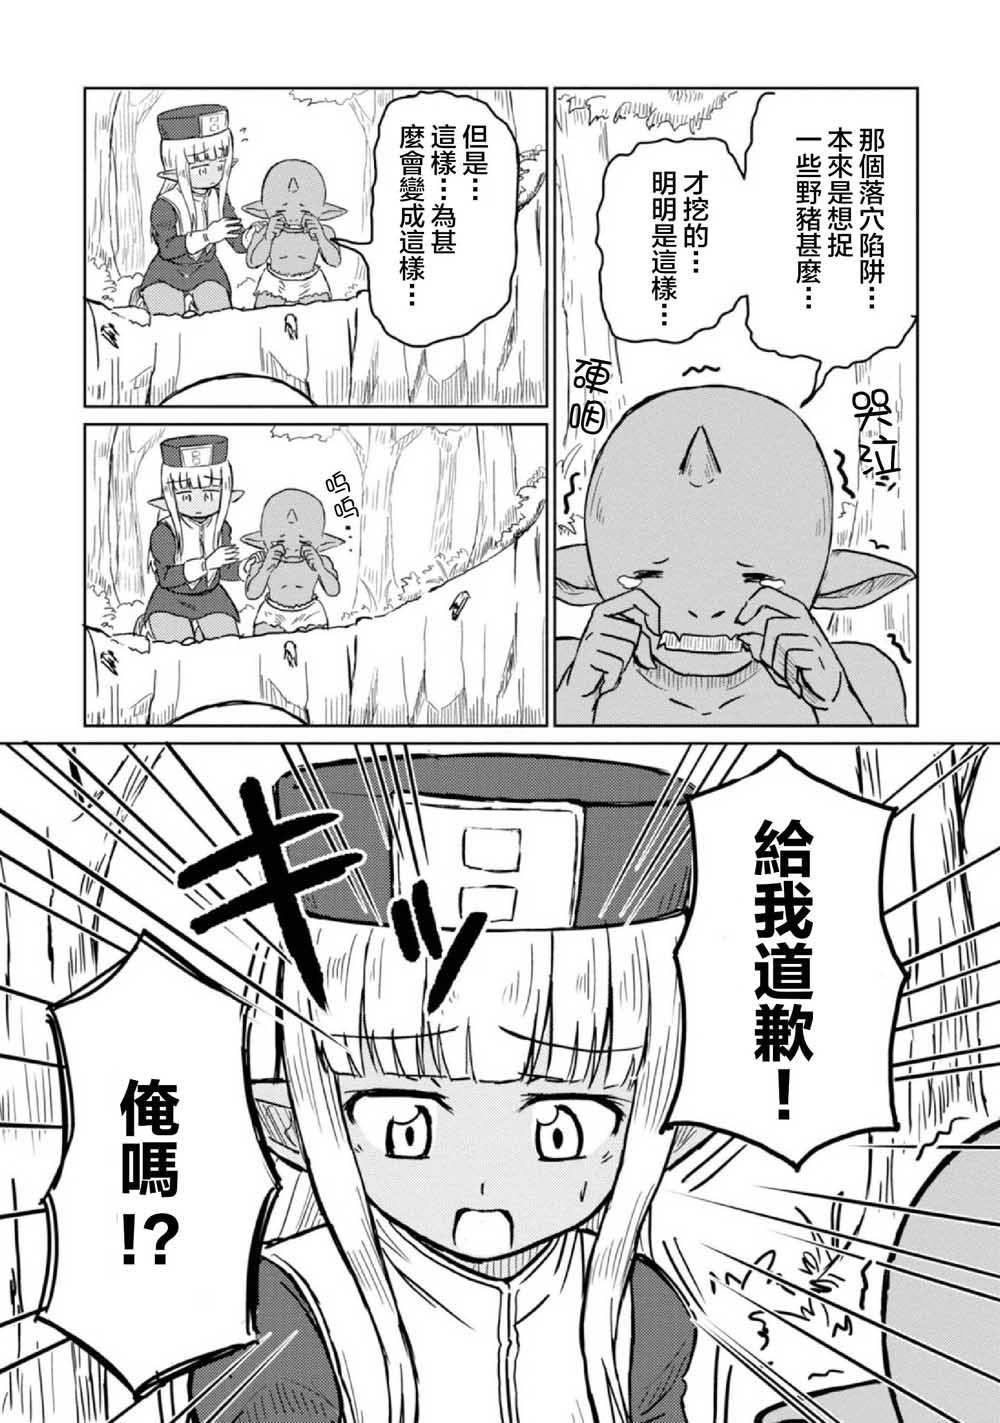 那個落穴陷阱…
本來是想捉
一些野豬甚麼…
才挖的…
明明是這樣…
哭泣
哽咽
但是…
這樣…為甚
麼會變成這樣…
嗚
嗚…
給我道歉！
キッ
俺嗎!?